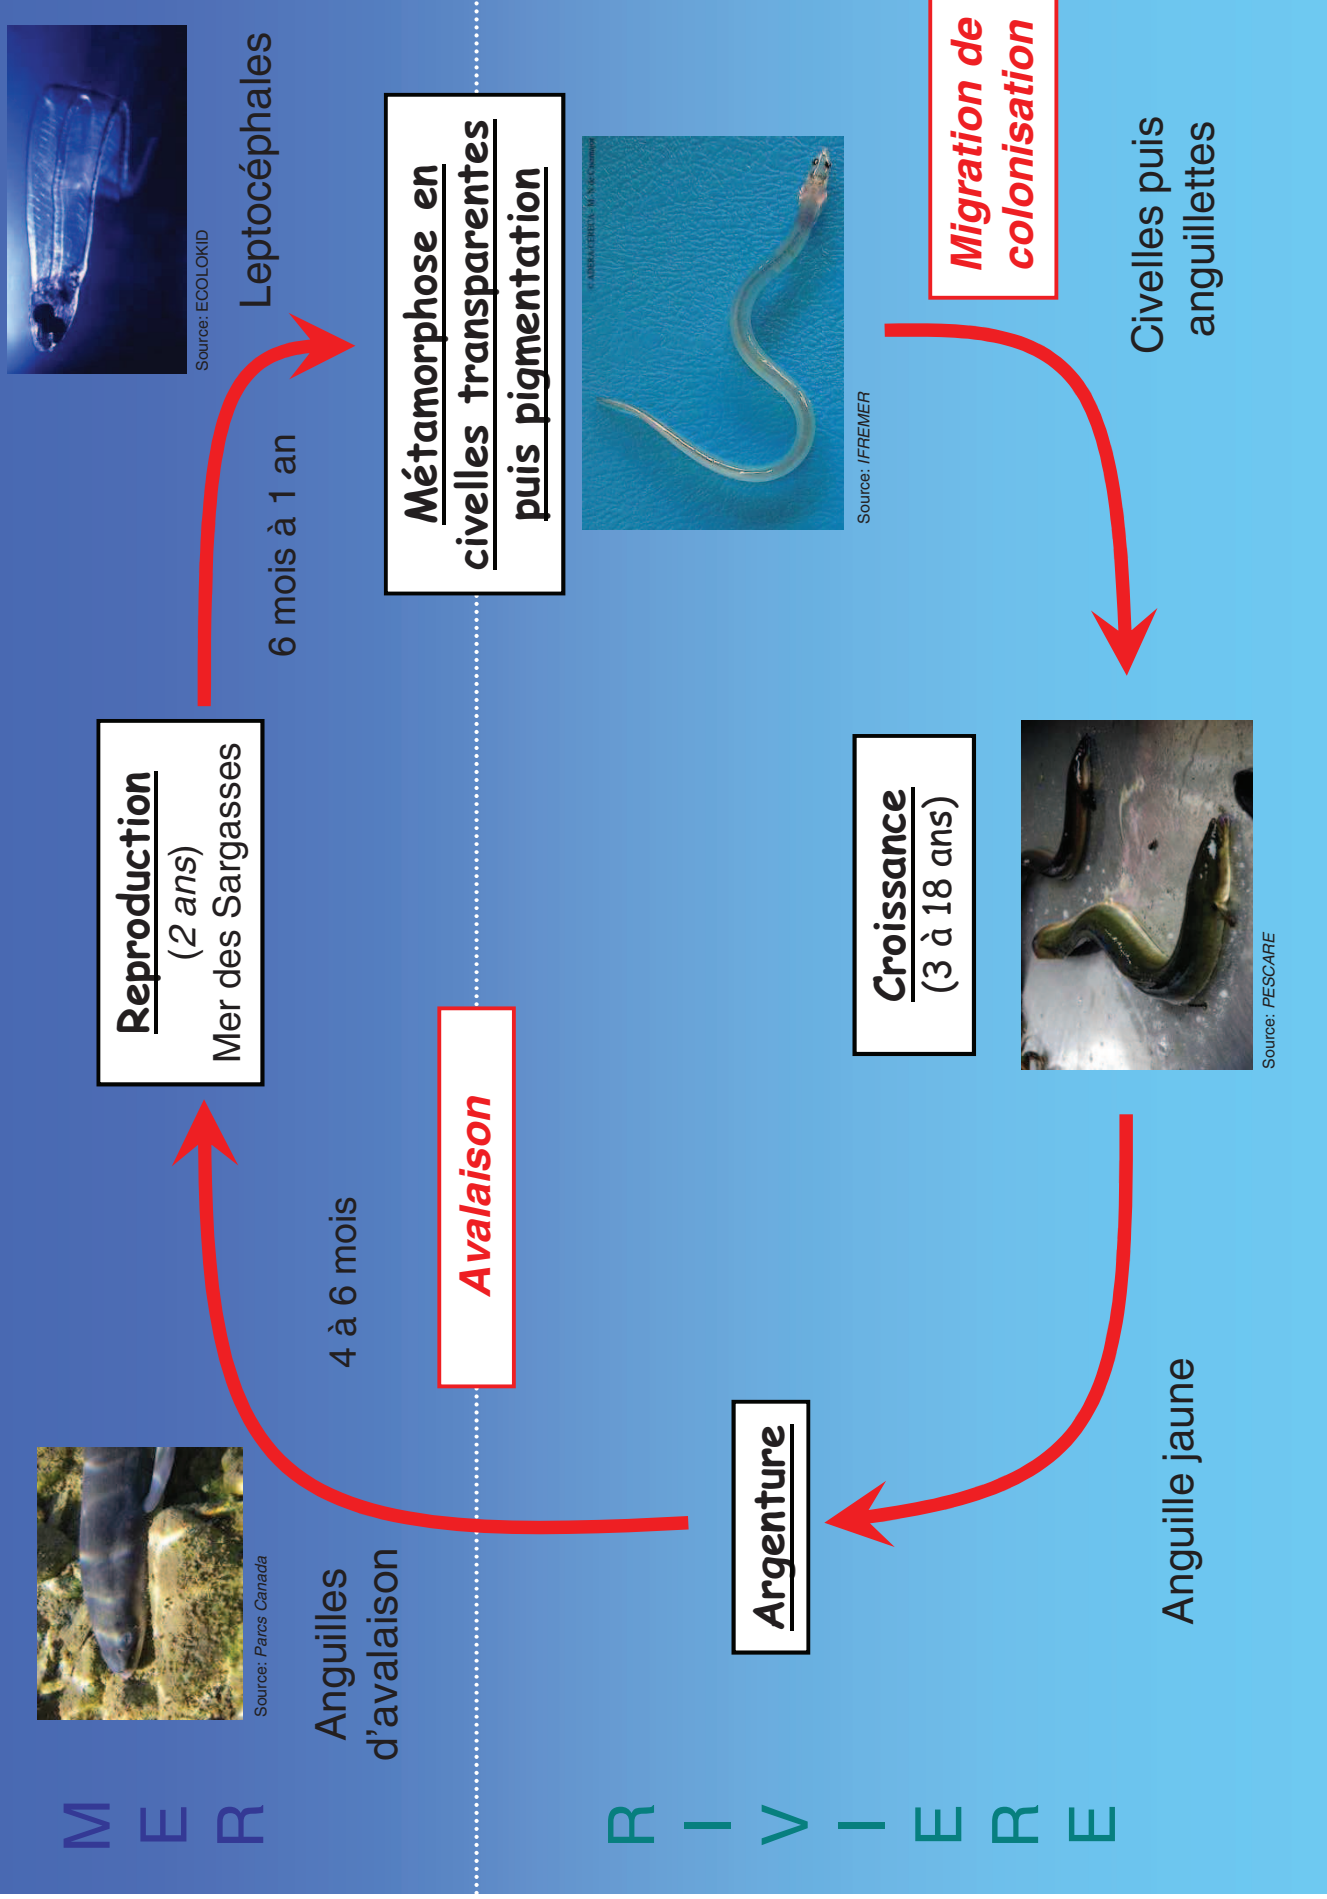 M
E
R
Source: Parcs Canada
Anguilles
d'avalaison
4 à 6 mois
Reproduction
(2 ans)
Mer des Sargasses
6 mois à 1 an
Source: ECOLOKID
Leptocéphales
Avalaison
Métamorphose en
civelles transparentes
puis pigmentation
R
I
V
I
E
R
E
Argenture
Anguille jaune
Croissance
(3 à 18 ans)
Source: PESCARE
Source: IFREMER
Migration de
colonisation
Civelles puis
anguillettes